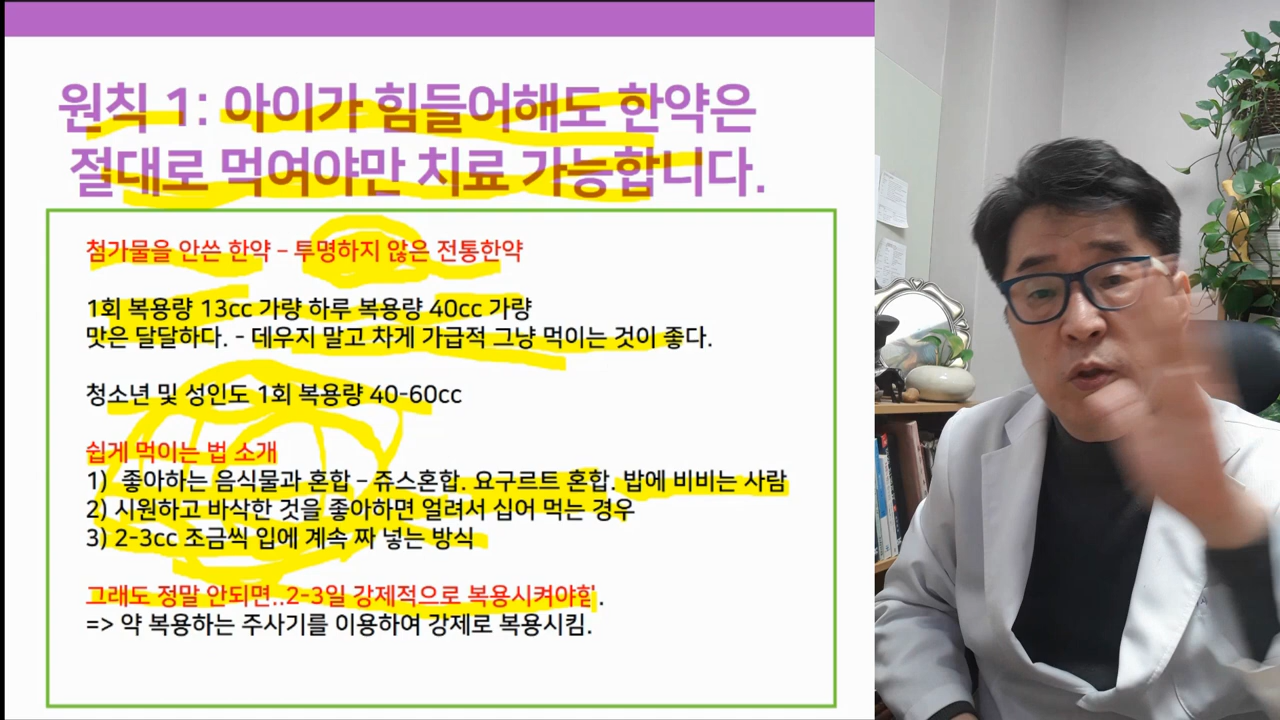 원칙 1: 아이가 힘들어해도 한약은
절대로 먹여야만 치료 가능합니다.
첨가물을 안쓴 한약 – 투명하지 않은 전통한약
1회 복용량 13cc 가량 하루 복용량 40cc 가량
맛은 달달하다. - 데우지 말고 차게 가급적 그냥 먹이는 것이 좋다.
청소년 및 성인도 1회 복용량 40-60cc
쉽게 먹이는 법 소개
1) 좋아하는 음식물과 혼합 – 쥬스혼합. 요구르트 혼합. 밥에 비비는 사람
2) 시원하고 바삭한 것을 좋아하면 얼려서 십어 먹는 경우
3) 2-3cc 조금씩 입에 계속 짜 넣는 방식
그래도 정말 안되면..2-3일 강제적으로 복용시켜야함.
=> 약 복용하는 주사기를 이용하여 강제로 복용시킴.